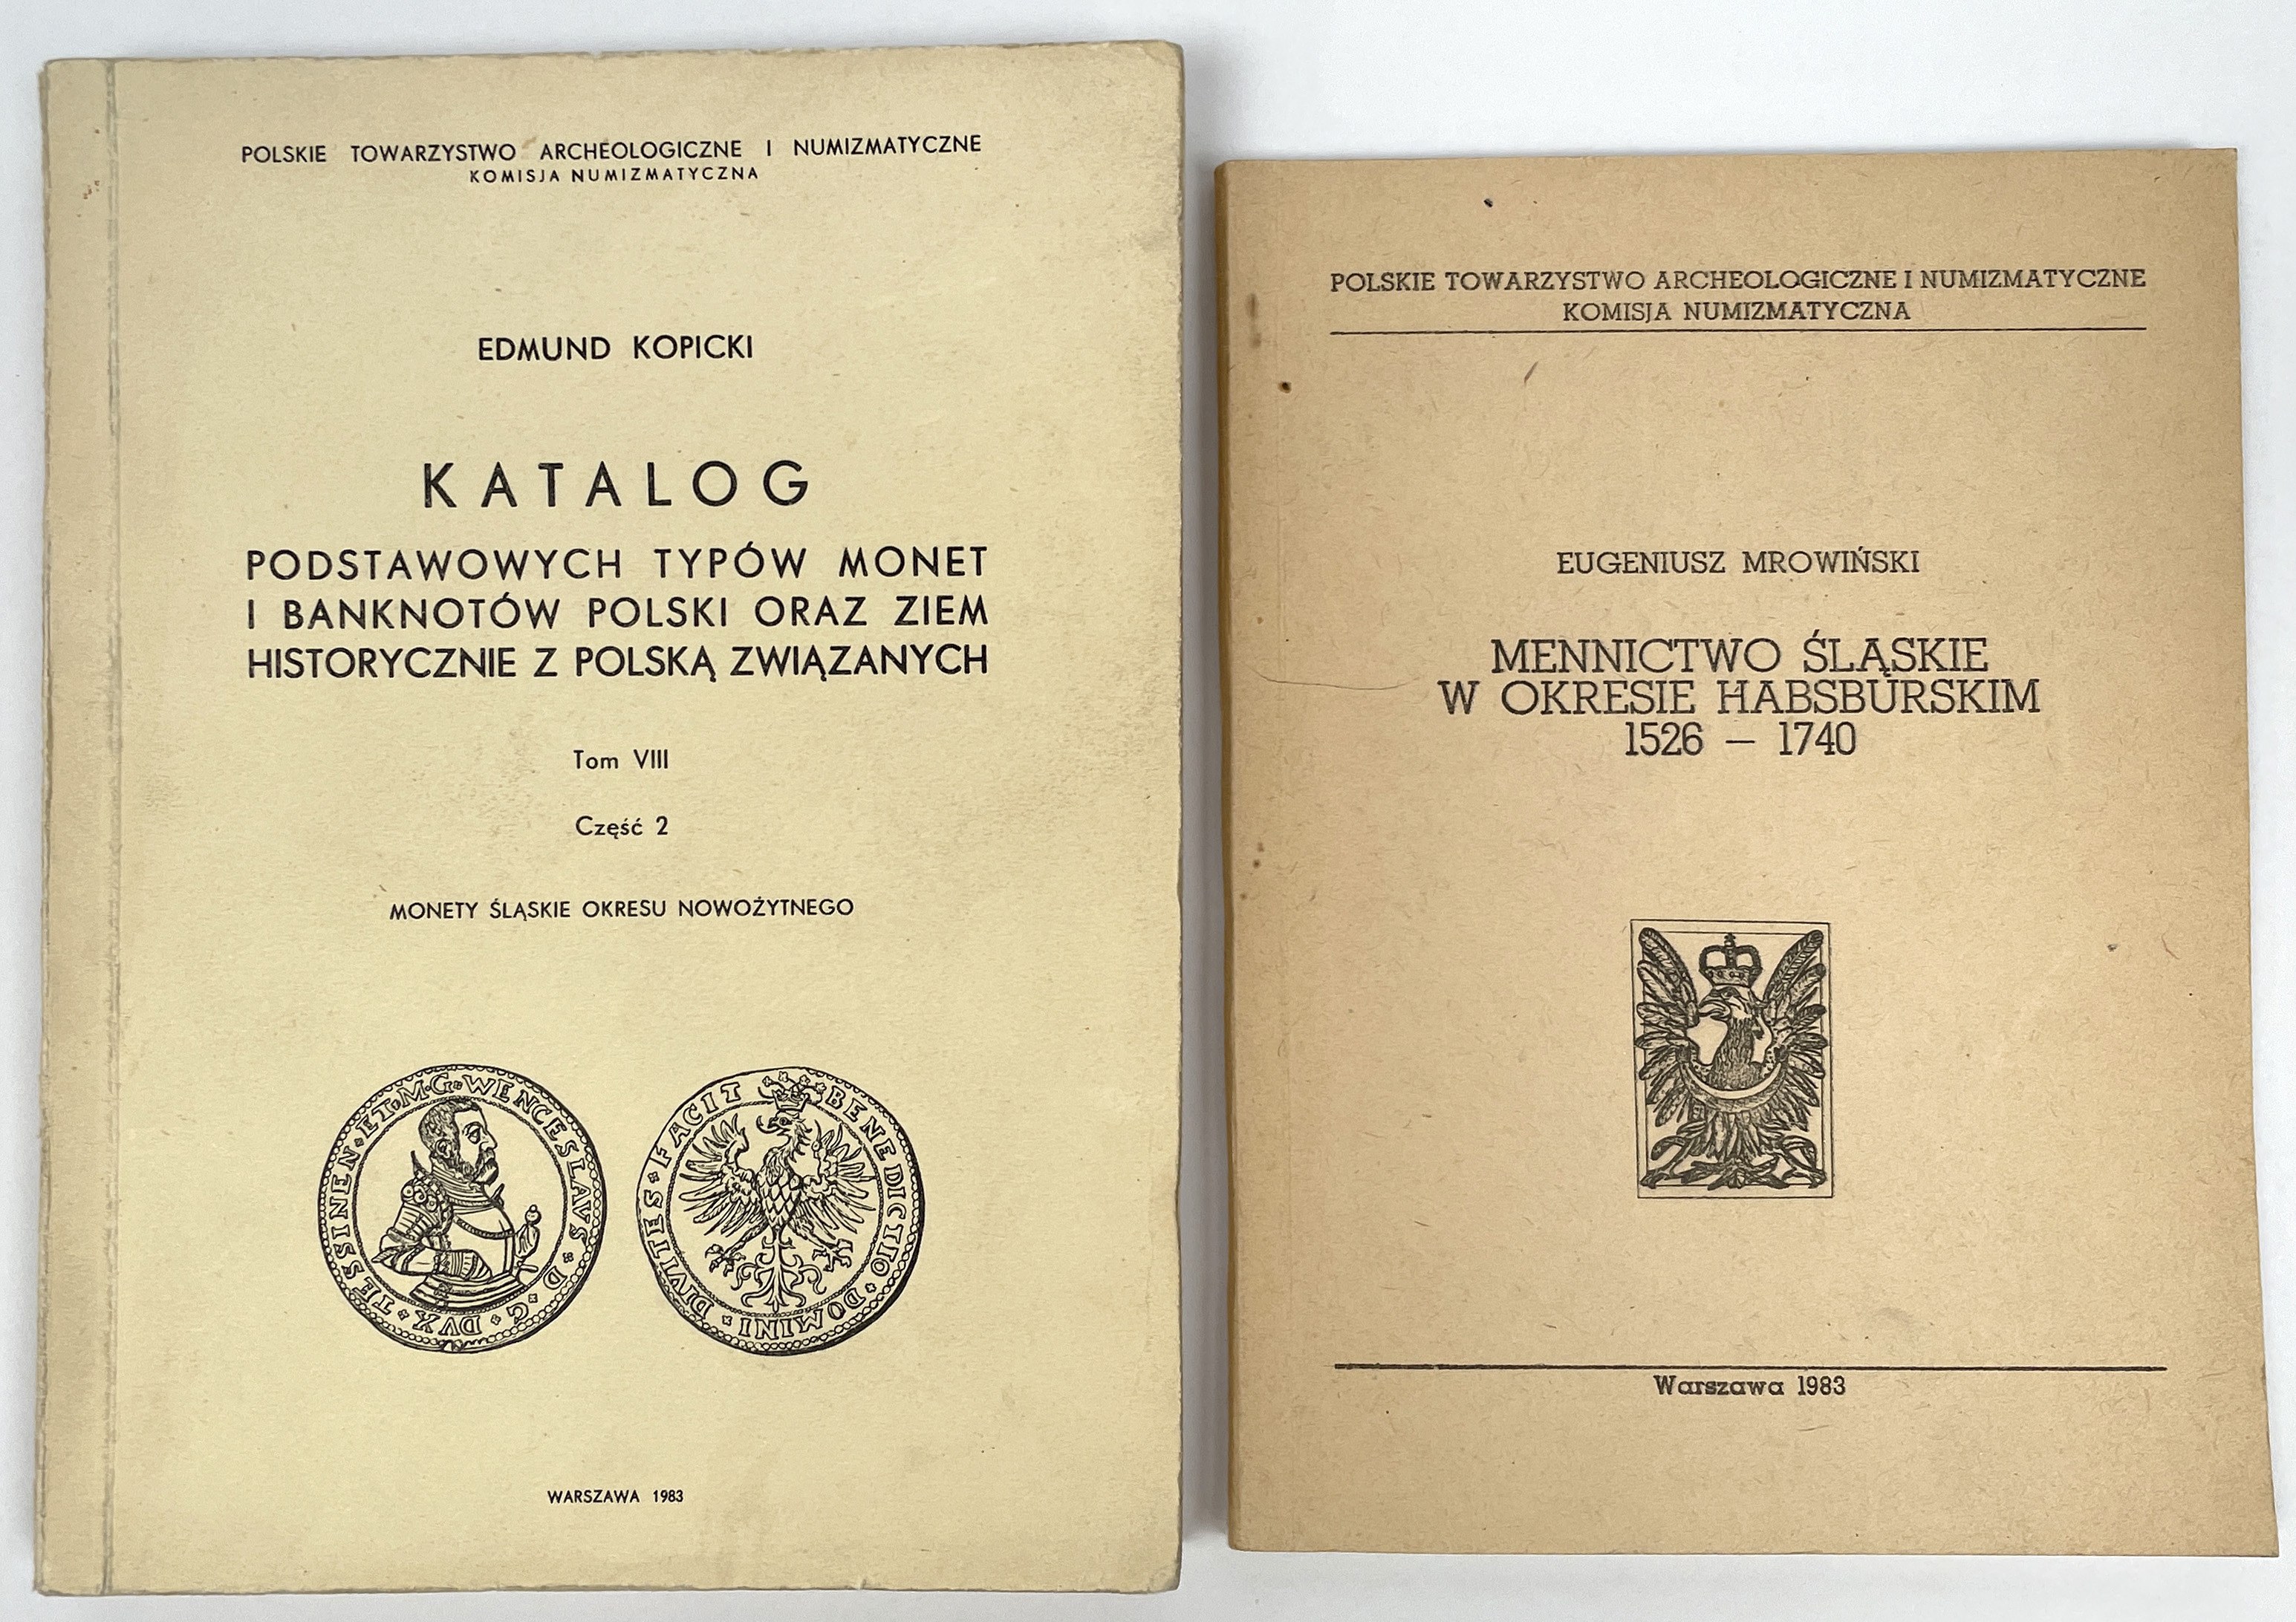 POLSKIE TOWARZYSTWO ARCHEOLOGICZNE I NUMIZMATYCZNE
KOMISJA NUMIZMATYCZNA
EDMUND KOPICKI
KATALOG
PODSTAWOWYCH TYPÓW MONET
I BANKNOTÓW POLSKI ORAZ ZIEM
HISTORYCZNIE Z POLSKĄ ZWIĄZANYCH
Tom VIII
Część 2
MONETY ŚLĄSKIE OKRESU NOWOŻYTNEGO
WENCESLAVS · D · G · DVX · TESSINEN · ET · M · G ·
BENEDICTIO · DOMINI · DIVITES · FACIT
WARSZAWA 1983
POLSKIE TOWARZYSTWO ARCHEOLOGICZNE I NUMIZMATYCZNE
KOMISJA NUMIZMATYCZNA
EUGENIUSZ MROWIŃSKI
MENNICTWO ŚLĄSKIE
W OKRESIE HABSBURSKIM
1526 — 1740
Warszawa 1983